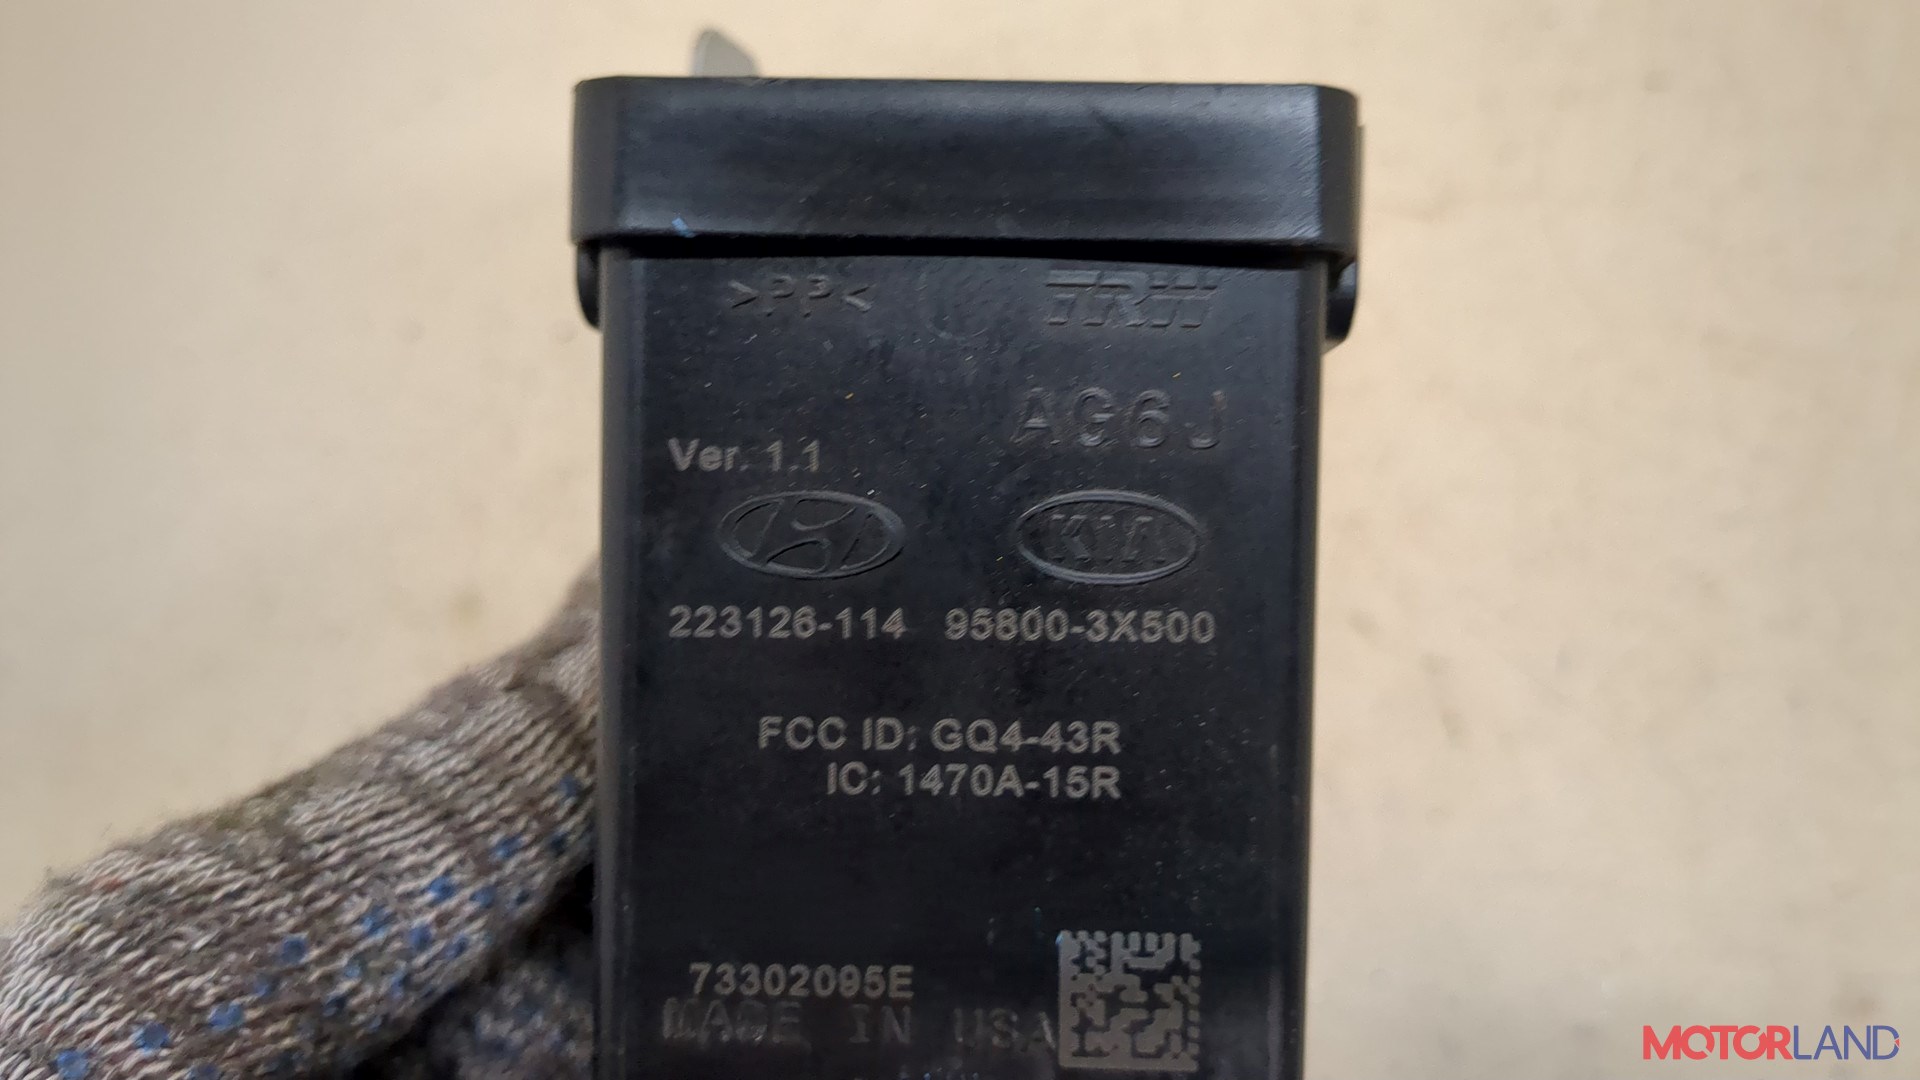 >PP< TRW
AG6J
Ver. 1.1
KIA
223126-114 95800-3X500
FCC ID: GQ4-43R
IC: 1470A-15R
73302095E
MADE IN USA
MOTORLAND